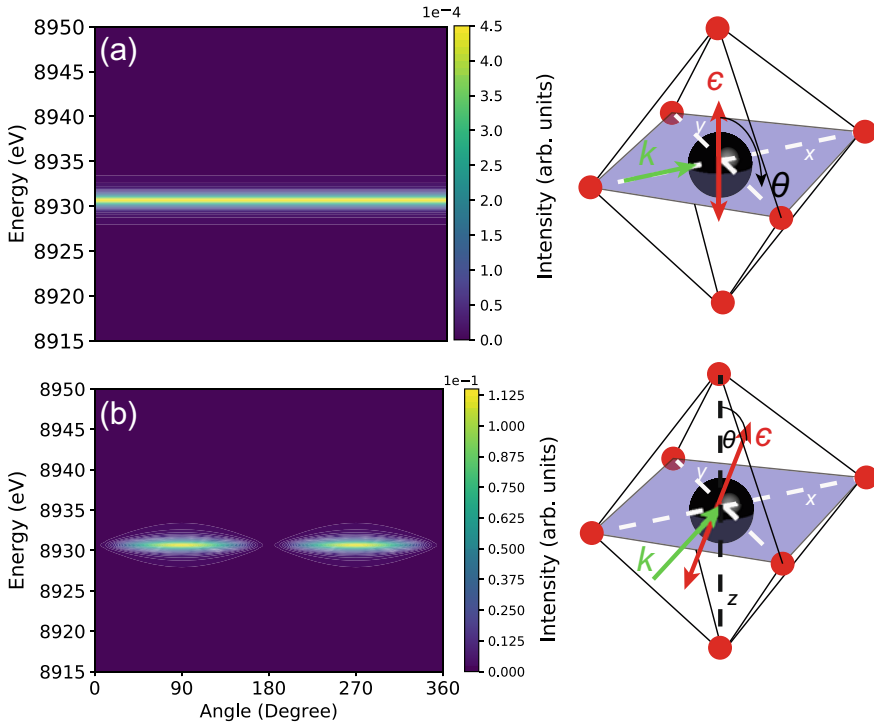 (a)
1e−4
Energy (eV)
8950
8945
8940
8935
8930
8925
8920
8915
4.5
4.0
3.5
3.0
2.5
2.0
1.5
1.0
0.5
0.0
Intensity (arb. units)
ϵ
y
x
k
θ
(b)
1e−1
Energy (eV)
8950
8945
8940
8935
8930
8925
8920
8915
0
90
180
270
360
Angle (Degree)
1.125
1.000
0.875
0.750
0.625
0.500
0.375
0.250
0.125
0.000
Intensity (arb. units)
θ
ϵ
y
x
k
z